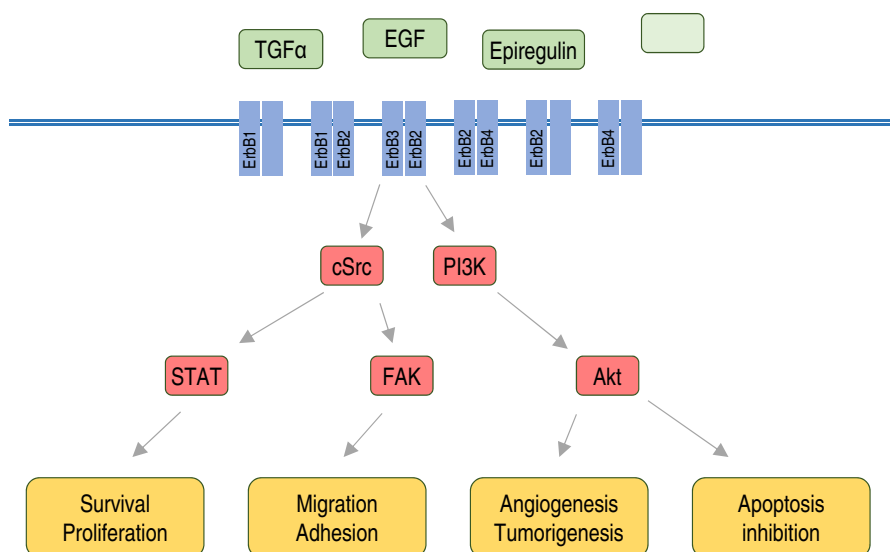 TGFα
EGF
Epiregulin
ErbB1
ErbB1
ErbB2
ErbB3
ErbB2
ErbB2
ErbB4
ErbB2
ErbB4
cSrc
PI3K
STAT
FAK
Akt
Survival
Proliferation
Migration
Adhesion
Angiogenesis
Tumorigenesis
Apoptosis
inhibition